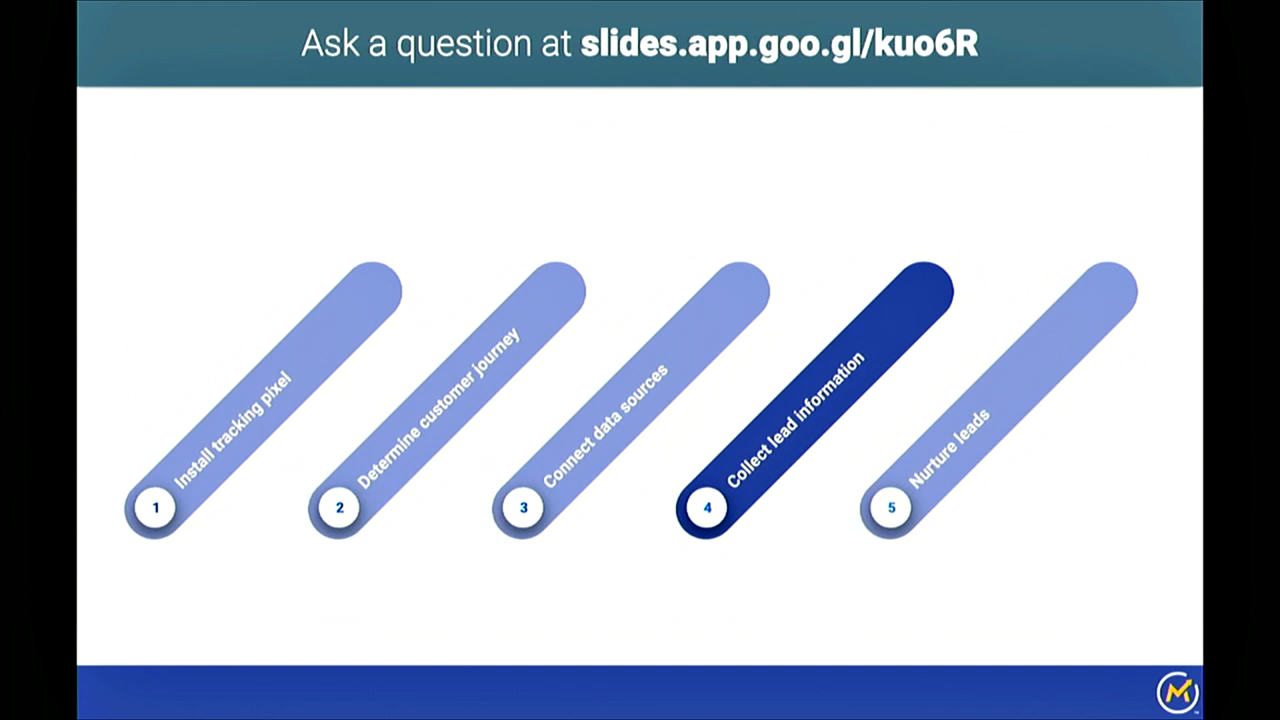 Ask a question at slides.app.goo.gl/kuo6R
1 Install tracking pixel
2 Determine customer journey
3 Connect data sources
4 Collect lead information
5 Nurture leads